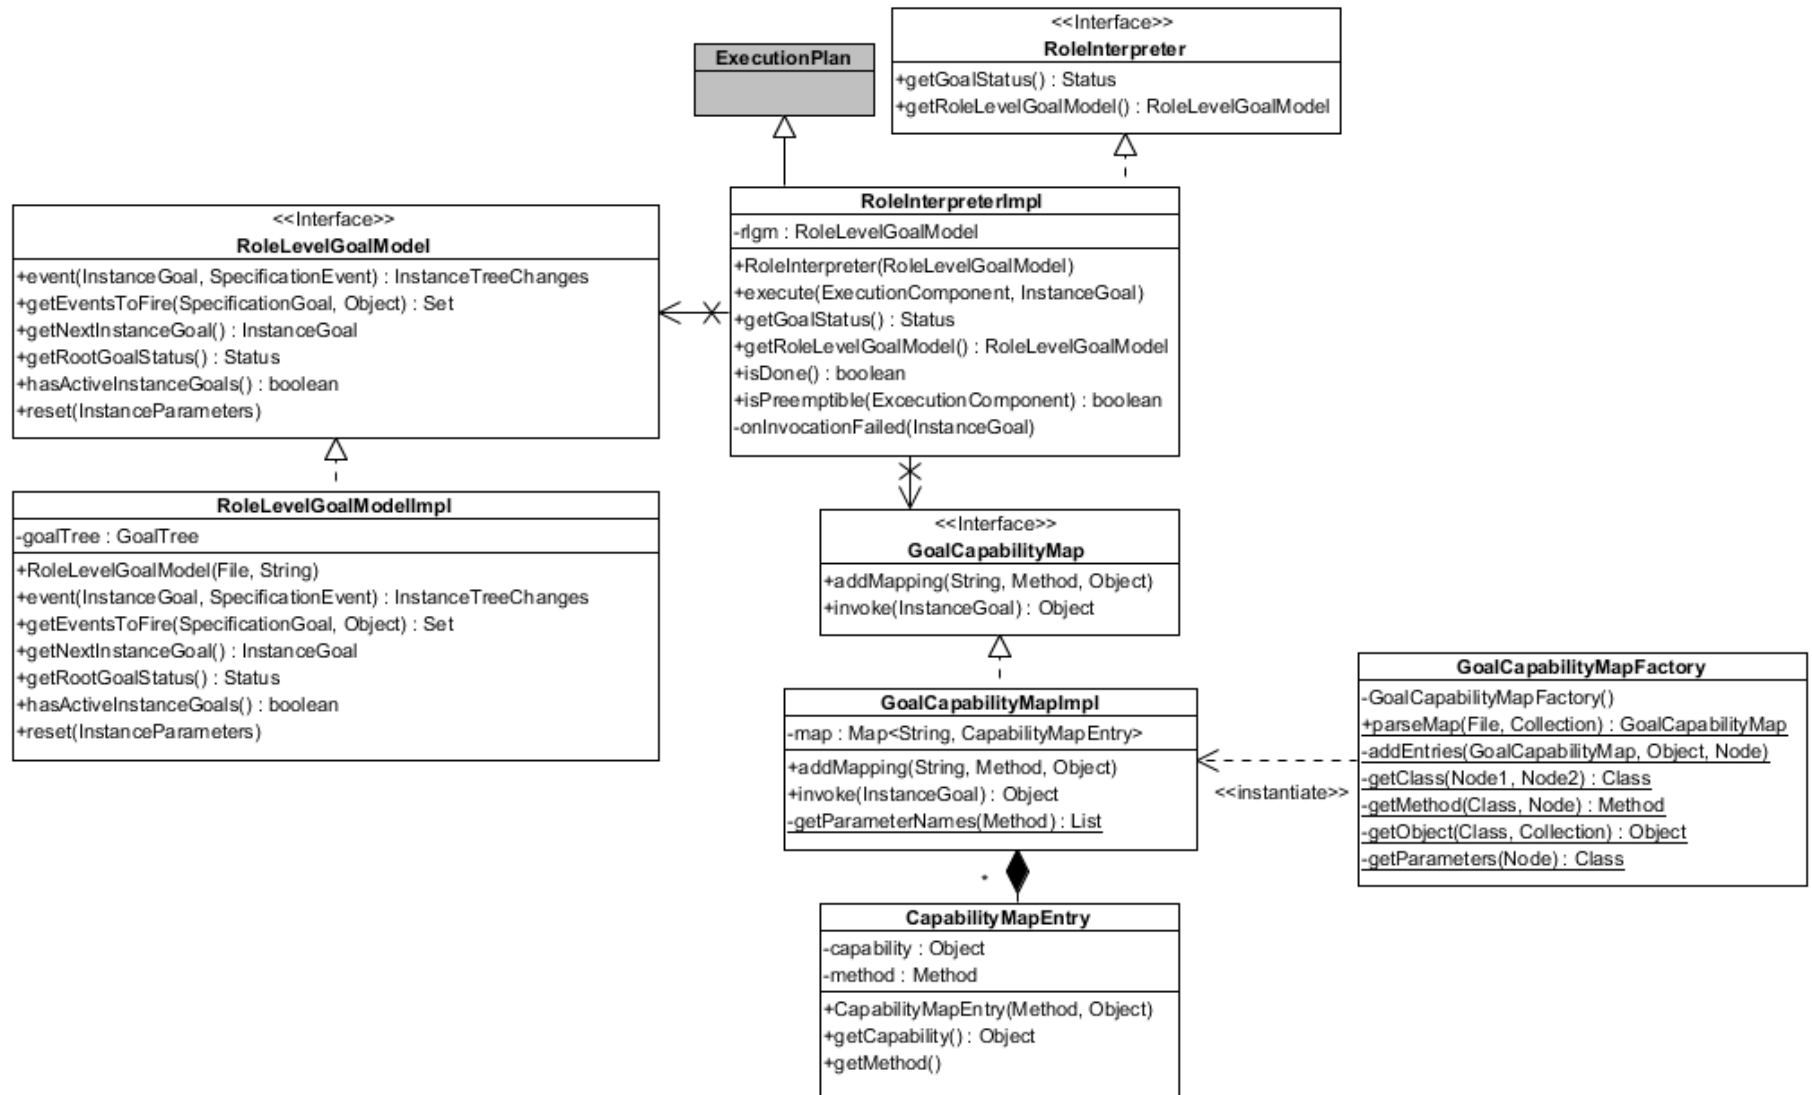 <<Interface>>
RoleInterpreter
+getGoalStatus() : Status
+getRoleLevelGoalModel() : RoleLevelGoalModel
ExecutionPlan
RoleInterpreterImpl
-rlgm : RoleLevelGoalModel
+RoleInterpreter(RoleLevelGoalModel)
+execute(ExecutionComponent, InstanceGoal)
+getGoalStatus() : Status
+getRoleLevelGoalModel() : RoleLevelGoalModel
+isDone() : boolean
+isPreemptible(ExcecutionComponent) : boolean
-onInvocationFailed(InstanceGoal)
<<Interface>>
RoleLevelGoalModel
+event(InstanceGoal, SpecificationEvent) : InstanceTreeChanges
+getEventsToFire(SpecificationGoal, Object) : Set
+getNextInstanceGoal() : InstanceGoal
+getRootGoalStatus() : Status
+hasActiveInstanceGoals() : boolean
+reset(InstanceParameters)
RoleLevelGoalModelImpl
-goalTree : GoalTree
+RoleLevelGoalModel(File, String)
+event(InstanceGoal, SpecificationEvent) : InstanceTreeChanges
+getEventsToFire(SpecificationGoal, Object) : Set
+getNextInstanceGoal() : InstanceGoal
+getRootGoalStatus() : Status
+hasActiveInstanceGoals() : boolean
+reset(InstanceParameters)
<<Interface>>
GoalCapabilityMap
+addMapping(String, Method, Object)
+invoke(InstanceGoal) : Object
GoalCapabilityMapImpl
-map : Map<String, CapabilityMapEntry>
+addMapping(String, Method, Object)
+invoke(InstanceGoal) : Object
-getParameterNames(Method) : List
GoalCapabilityMapFactory
-GoalCapabilityMapFactory()
+parseMap(File, Collection) : GoalCapabilityMap
-addEntries(GoalCapabilityMap, Object, Node)
-getClass(Node1, Node2) : Class
-getMethod(Class, Node) : Method
-getObject(Class, Collection) : Object
-getParameters(Node) : Class
<<instantiate>>
*
CapabilityMapEntry
-capability : Object
-method : Method
+CapabilityMapEntry(Method, Object)
+getCapability() : Object
+getMethod()